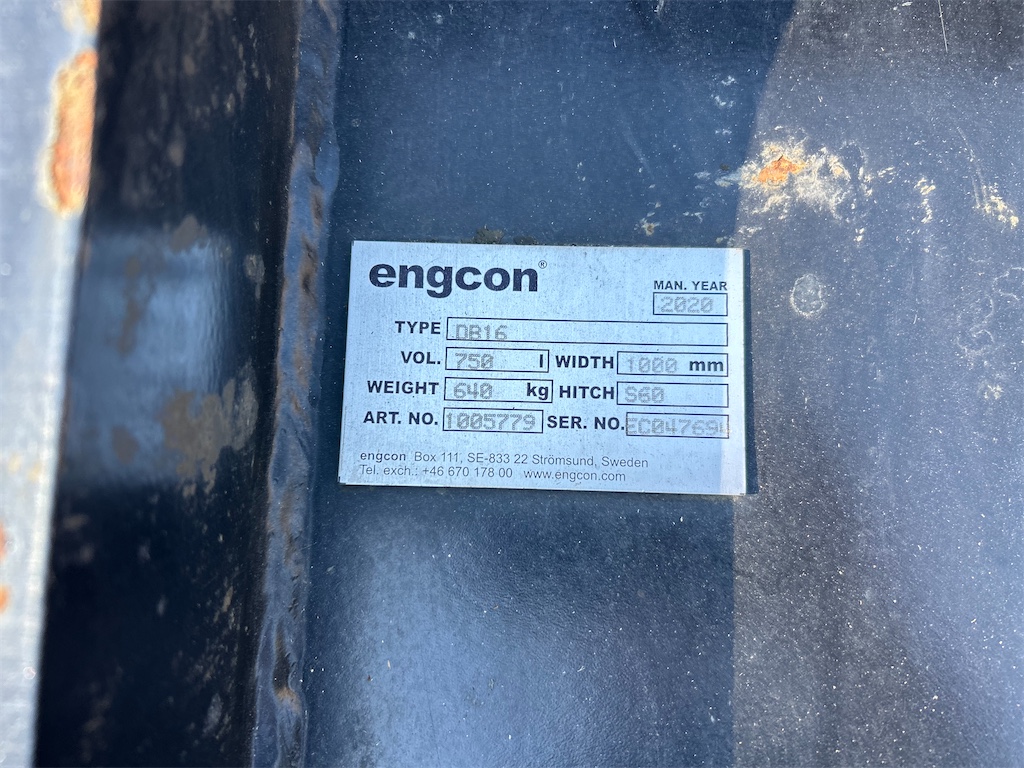 engcon®
MAN. YEAR
2020
TYPE DB16
VOL. 750 l WIDTH 1000 mm
WEIGHT 640 kg HITCH S60
ART. NO. 1005779 SER. NO.
engcon Box 111, SE-833 22 Strömsund, Sweden
Tel. exch.: +46 670 178 00 www.engcon.com